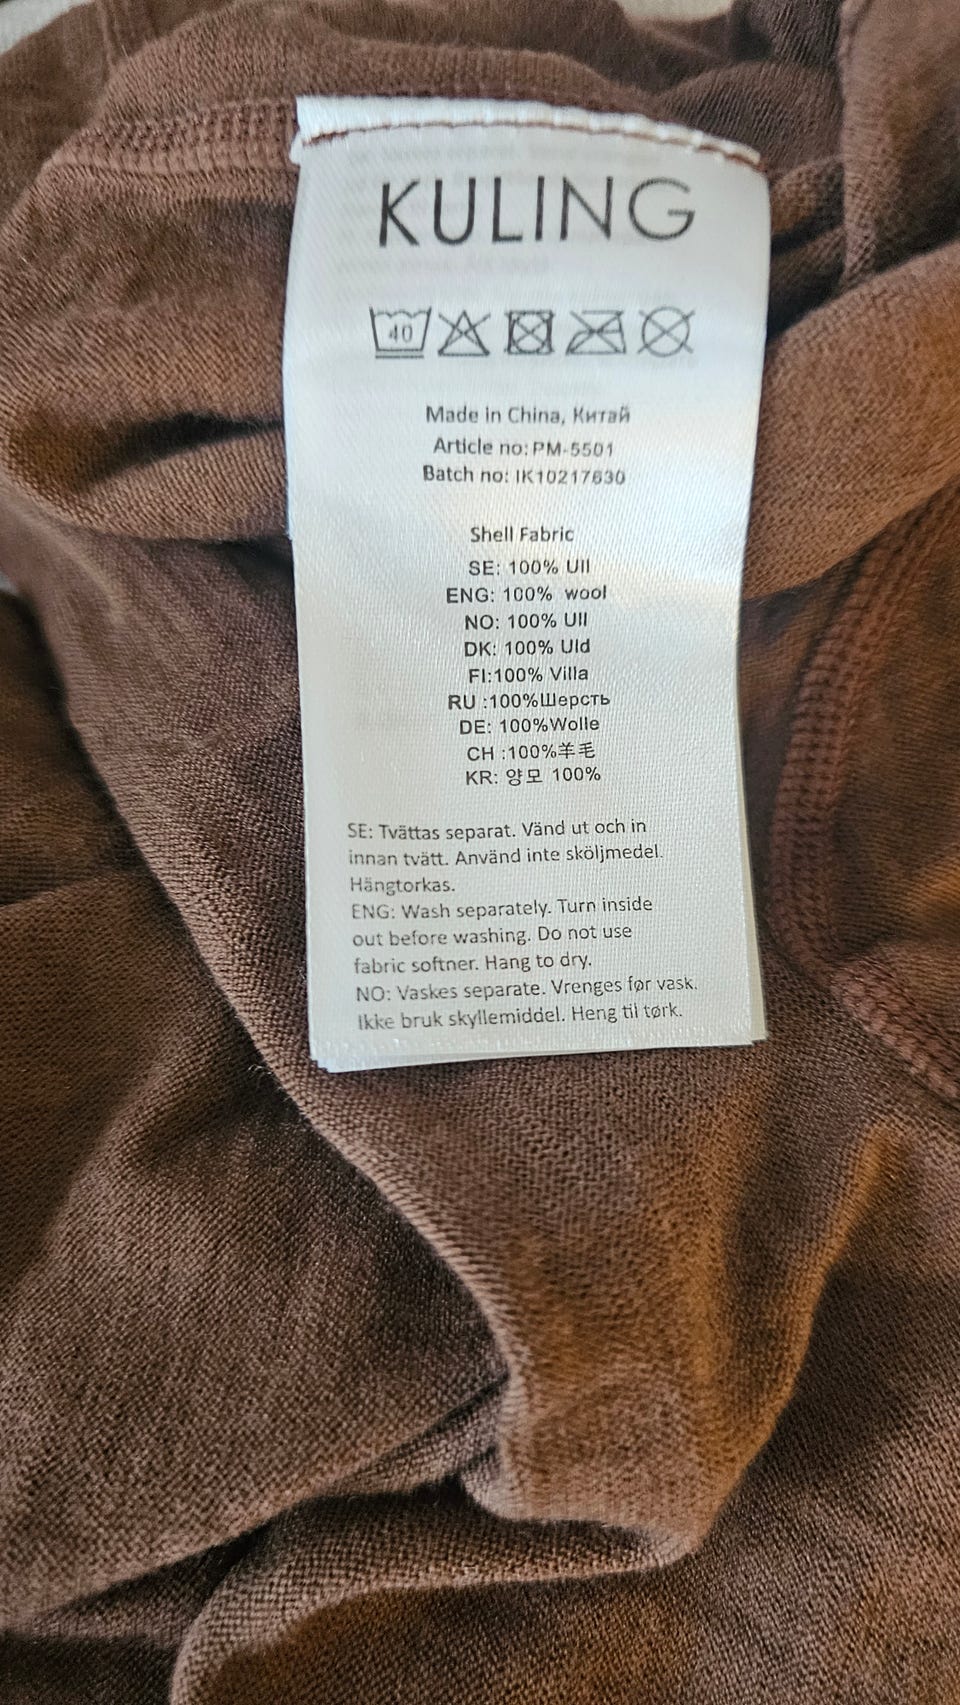 KULING
40
Made in China, Китай
Article no: PM-5501
Batch no: IK10217630
Shell Fabric
SE: 100% Ull
ENG: 100% wool
NO: 100% Ull
DK: 100% Uld
FI:100% Villa
RU :100%Шерсть
DE: 100%Wolle
CH :100%羊毛
KR: 양모 100%
SE: Tvättas separat. Vänd ut och in
innan tvätt. Använd inte sköljmedel.
Hängtorkas.
ENG: Wash separately. Turn inside
out before washing. Do not use
fabric softner. Hang to dry.
NO: Vaskes separate. Vrenges før vask.
Ikke bruk skyllemiddel. Heng til tørk.